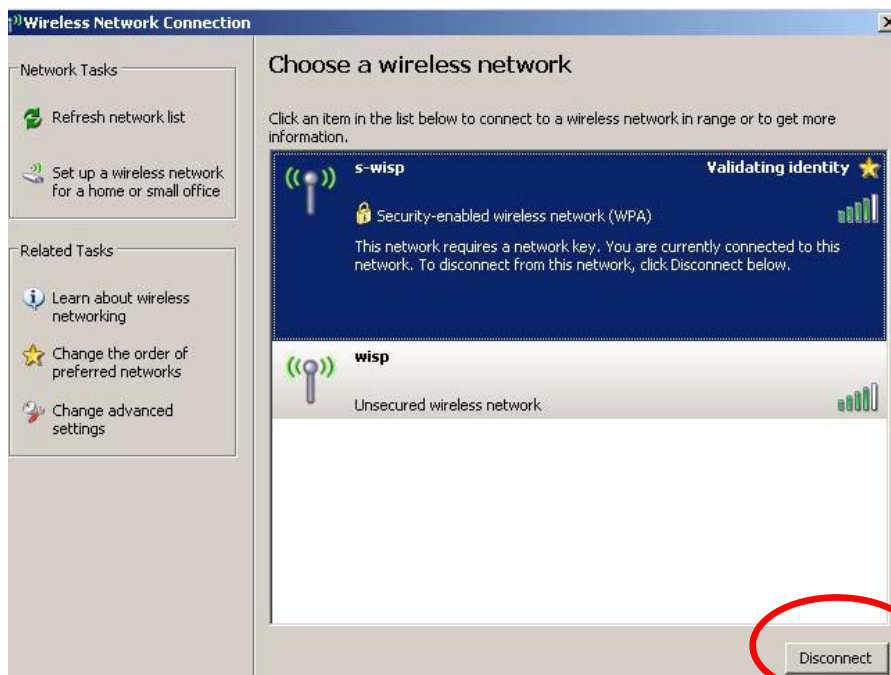 Wireless Network Connection
Network Tasks
Refresh network list
Set up a wireless network
for a home or small office
Related Tasks
Learn about wireless
networking
Change the order of
preferred networks
Change advanced
settings
Choose a wireless network
Click an item in the list below to connect to a wireless network in range or to get more
information.
s-wisp Validating identity
Security-enabled wireless network (WPA)
This network requires a network key. You are currently connected to this
network. To disconnect from this network, click Disconnect below.
wisp
Unsecured wireless network
Disconnect